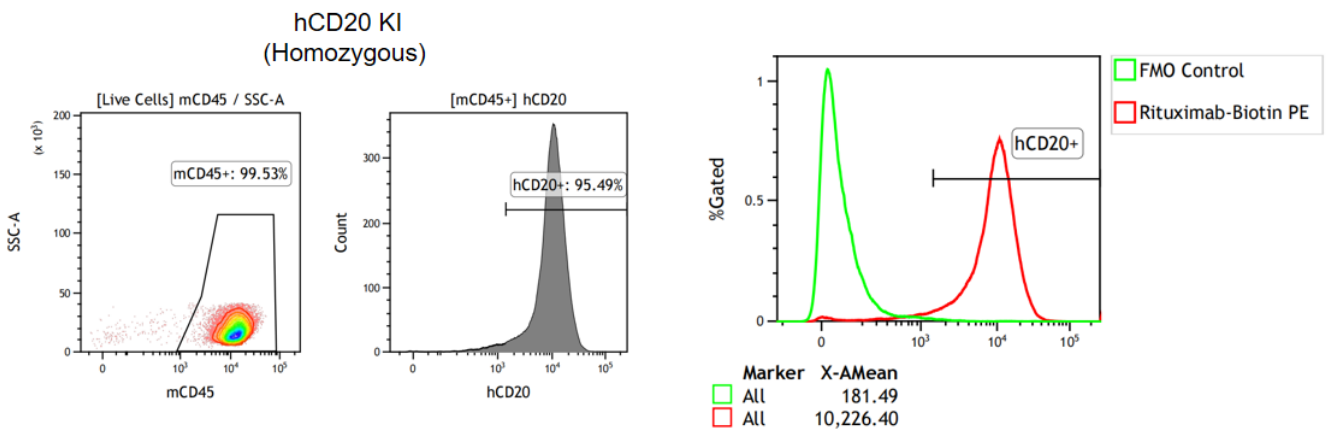 hCD20 KI
(Homozygous)
[Live Cells] mCD45 / SSC-A
(x 10³)
200
150
100
50
0
SSC-A
mCD45+: 99.53%
0
10³
10⁴
10⁵
mCD45
[mCD45+] hCD20
300
200
100
0
Count
hCD20+: 95.49%
0
10³
10⁴
10⁵
hCD20
1
0.5
0
%Gated
hCD20+
0
10³
10⁴
10⁵
FMO Control
Rituximab-Biotin PE
Marker X-AMean
All 181.49
All 10,226.40